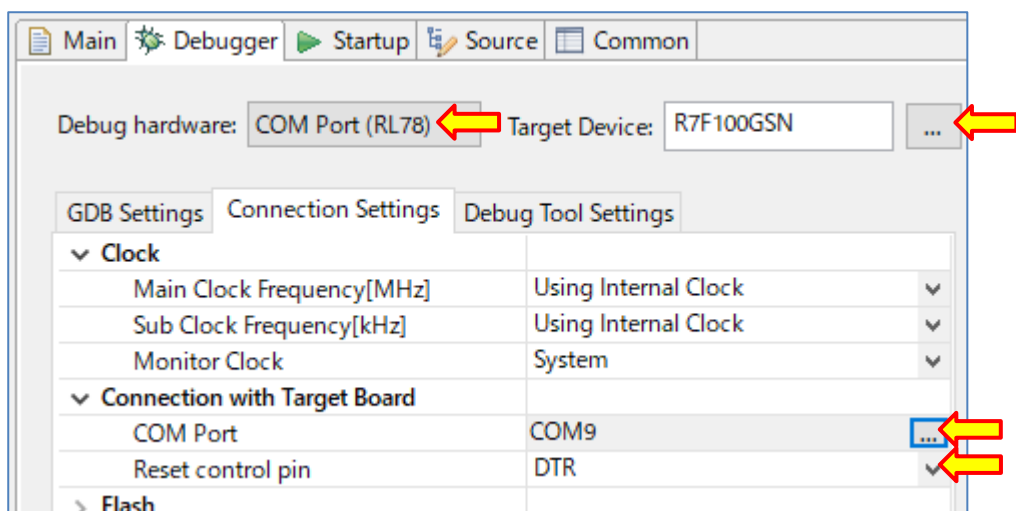 Main Debugger Startup Source Common
Debug hardware: COM Port (RL78) Target Device: R7F100GSN ...
GDB Settings Connection Settings Debug Tool Settings
Clock
Main Clock Frequency[MHz] Using Internal Clock
Sub Clock Frequency[kHz] Using Internal Clock
Monitor Clock System
Connection with Target Board
COM Port COM9 ...
Reset control pin DTR
Flash